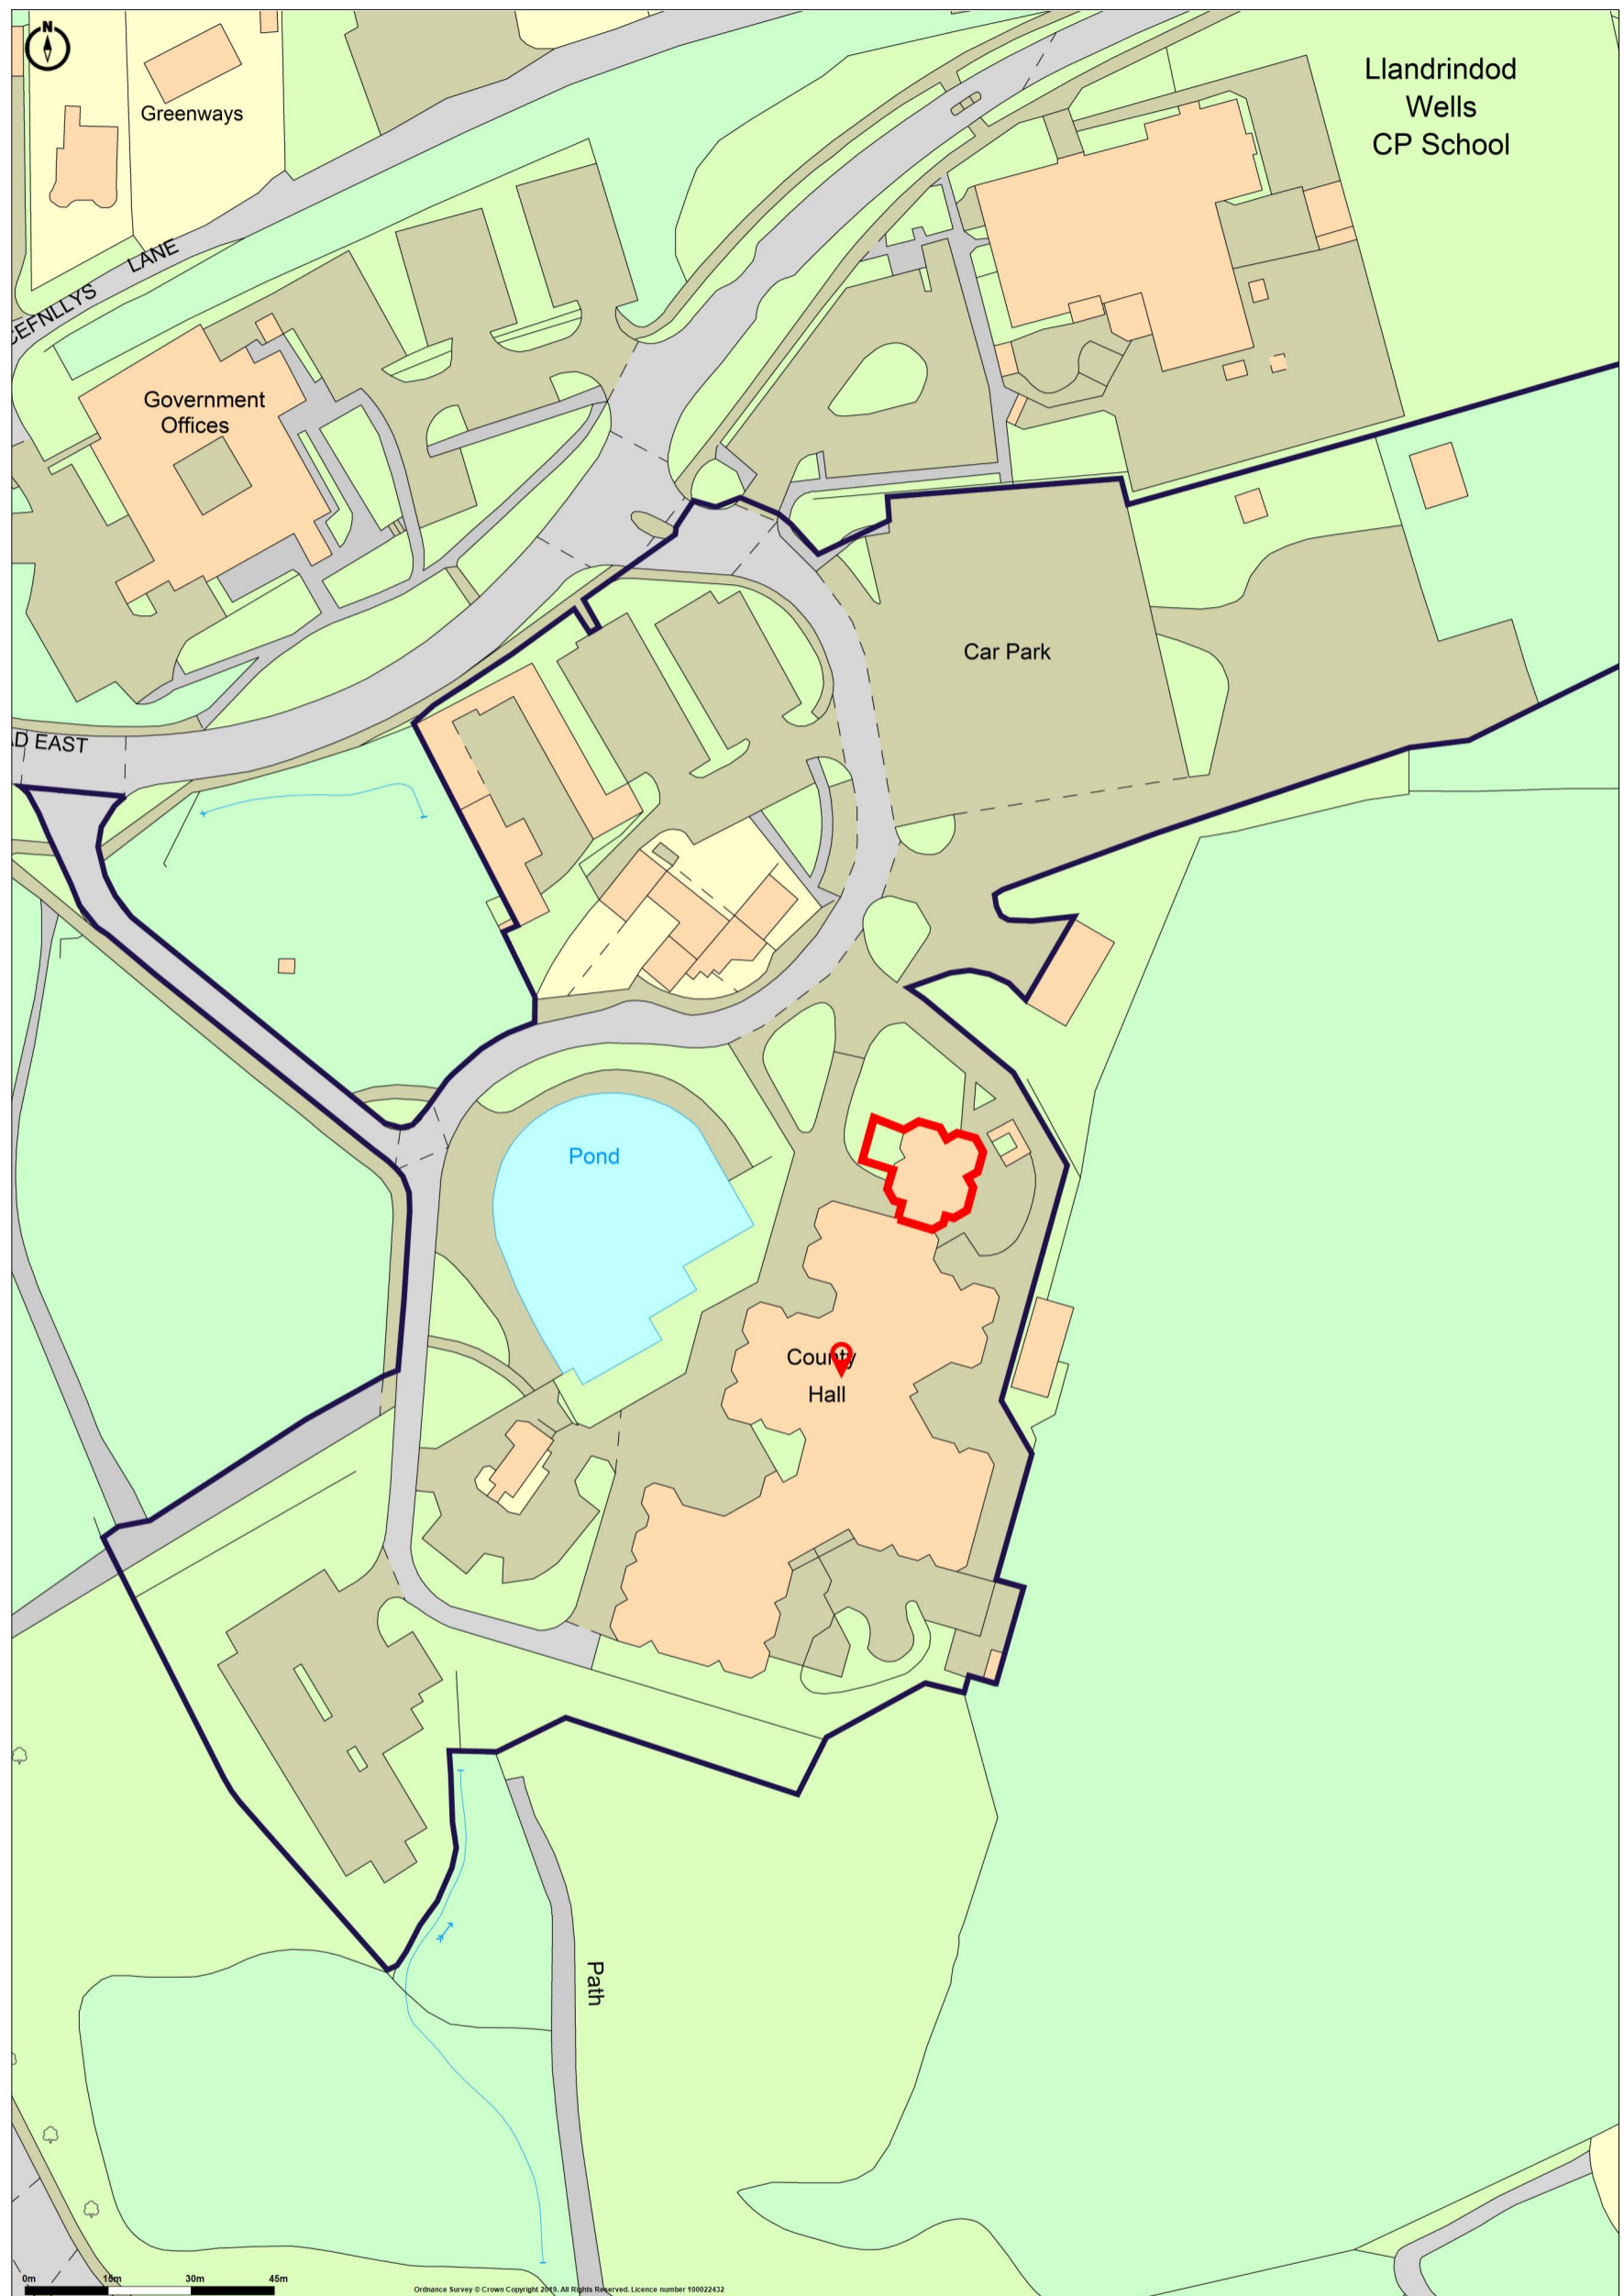 N
Llandrindod
Wells
CP School
Greenways
CEFNLLYS LANE
Government
Offices
Car Park
D EAST
Pond
County
Hall
Path
0m 15m 30m 45m
Ordnance Survey © Crown Copyright 2019. All Rights Reserved. Licence number 100022432